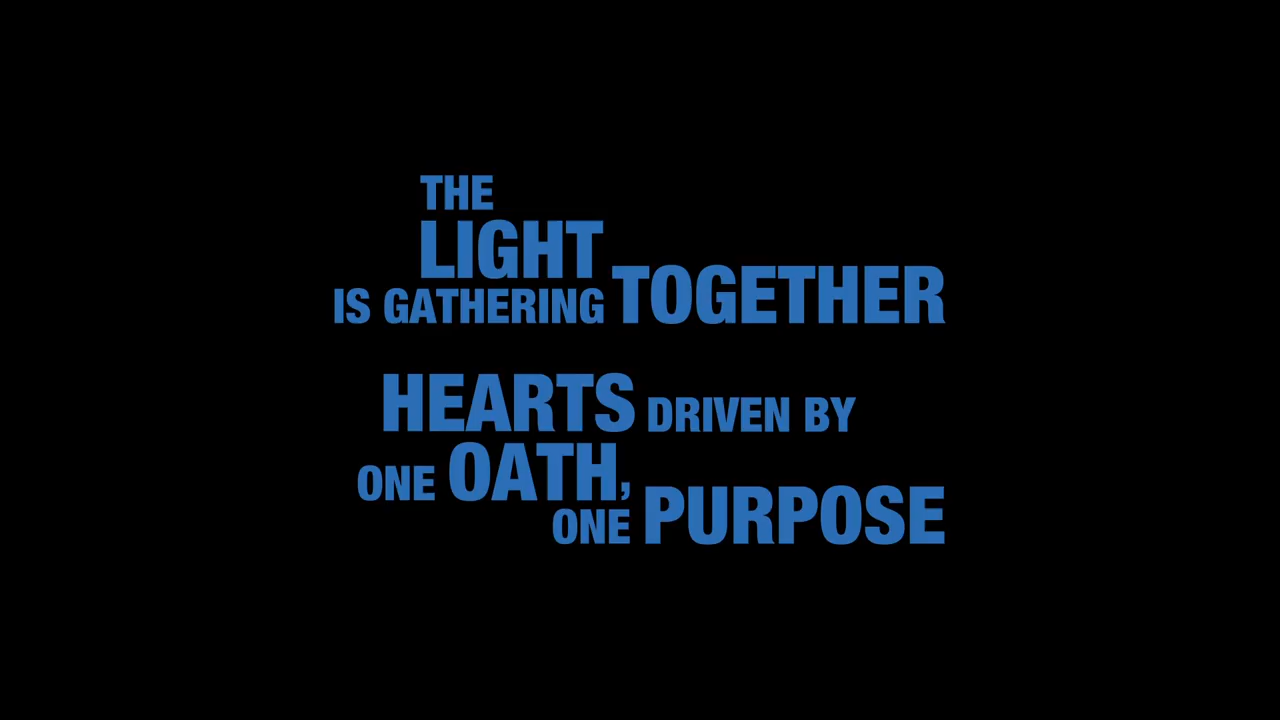 THE
LIGHT
IS GATHERING TOGETHER
HEARTS DRIVEN BY
ONE OATH,
ONE PURPOSE